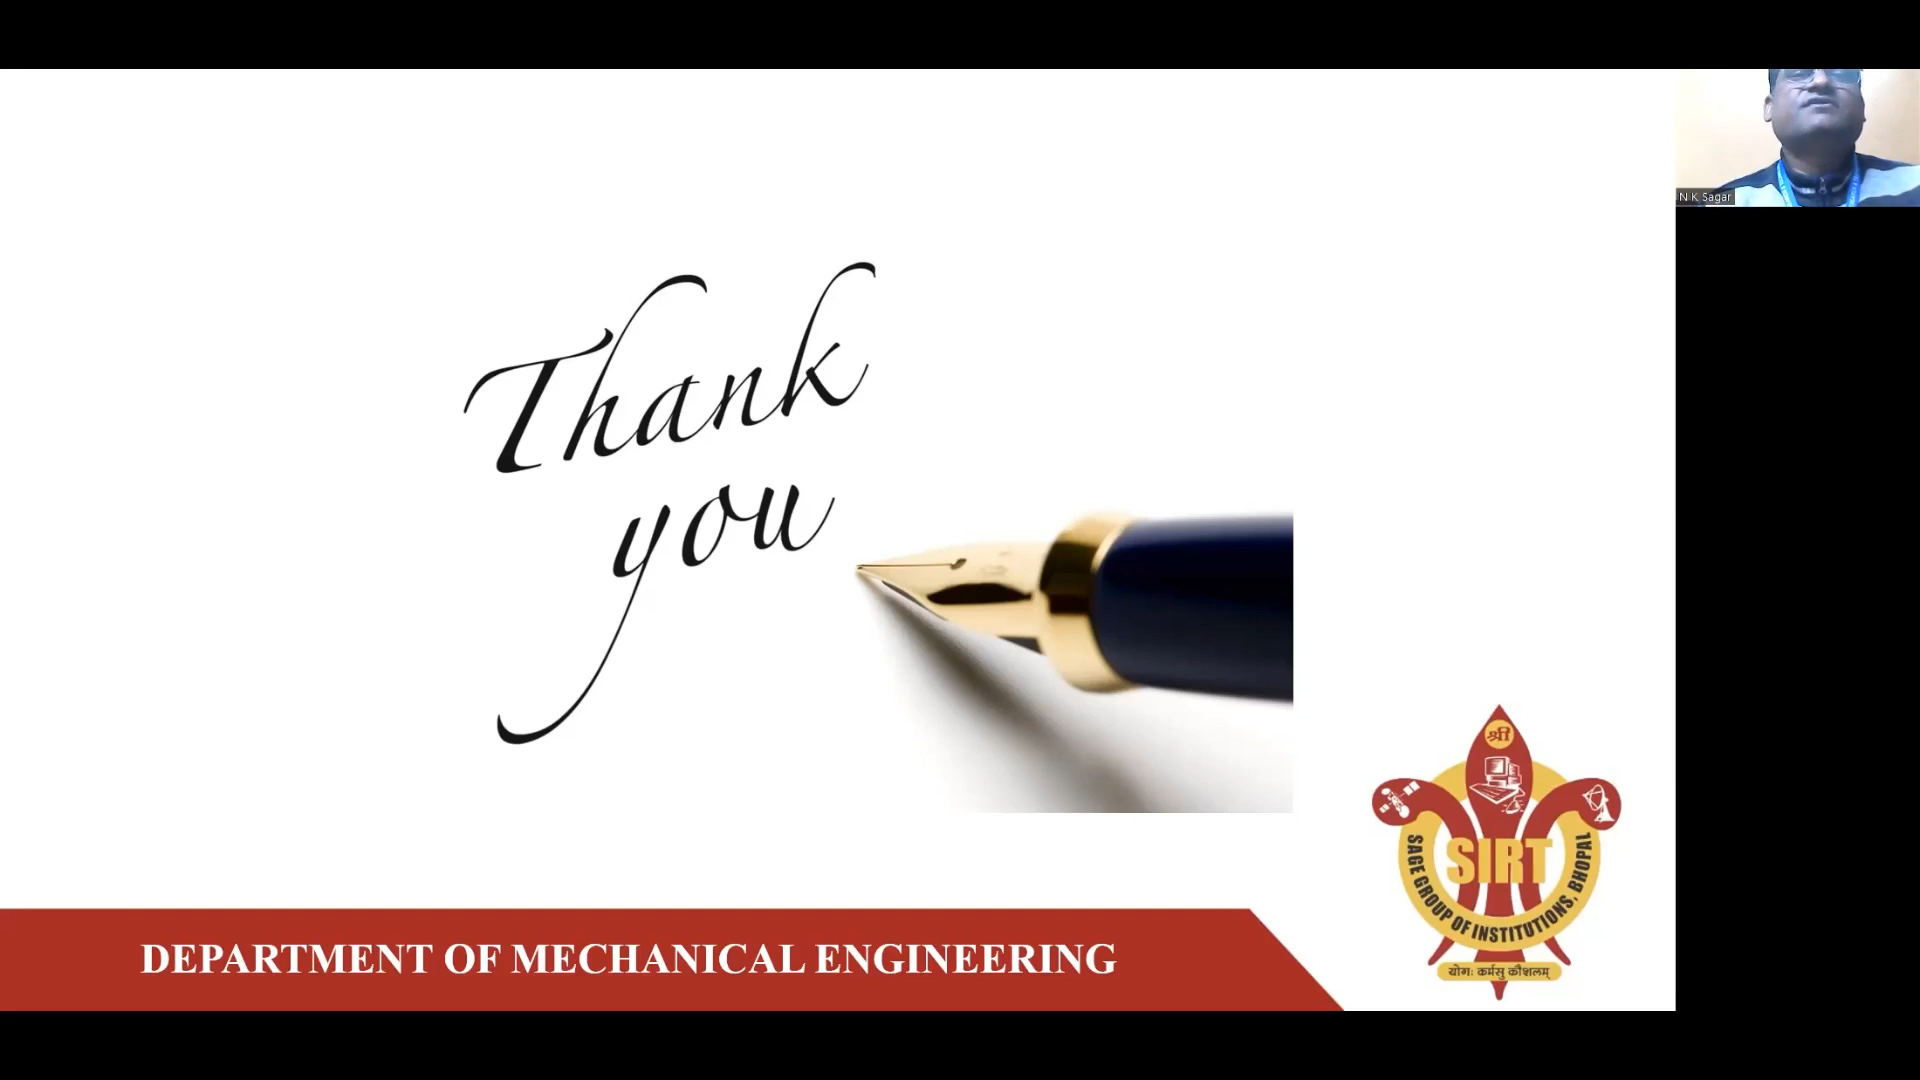 N K Sagar
Thank
you
श्री
SIRT
SAGE GROUP OF INSTITUTIONS, BHOPAL
योगः कर्मसु कौशलम्
DEPARTMENT OF MECHANICAL ENGINEERING